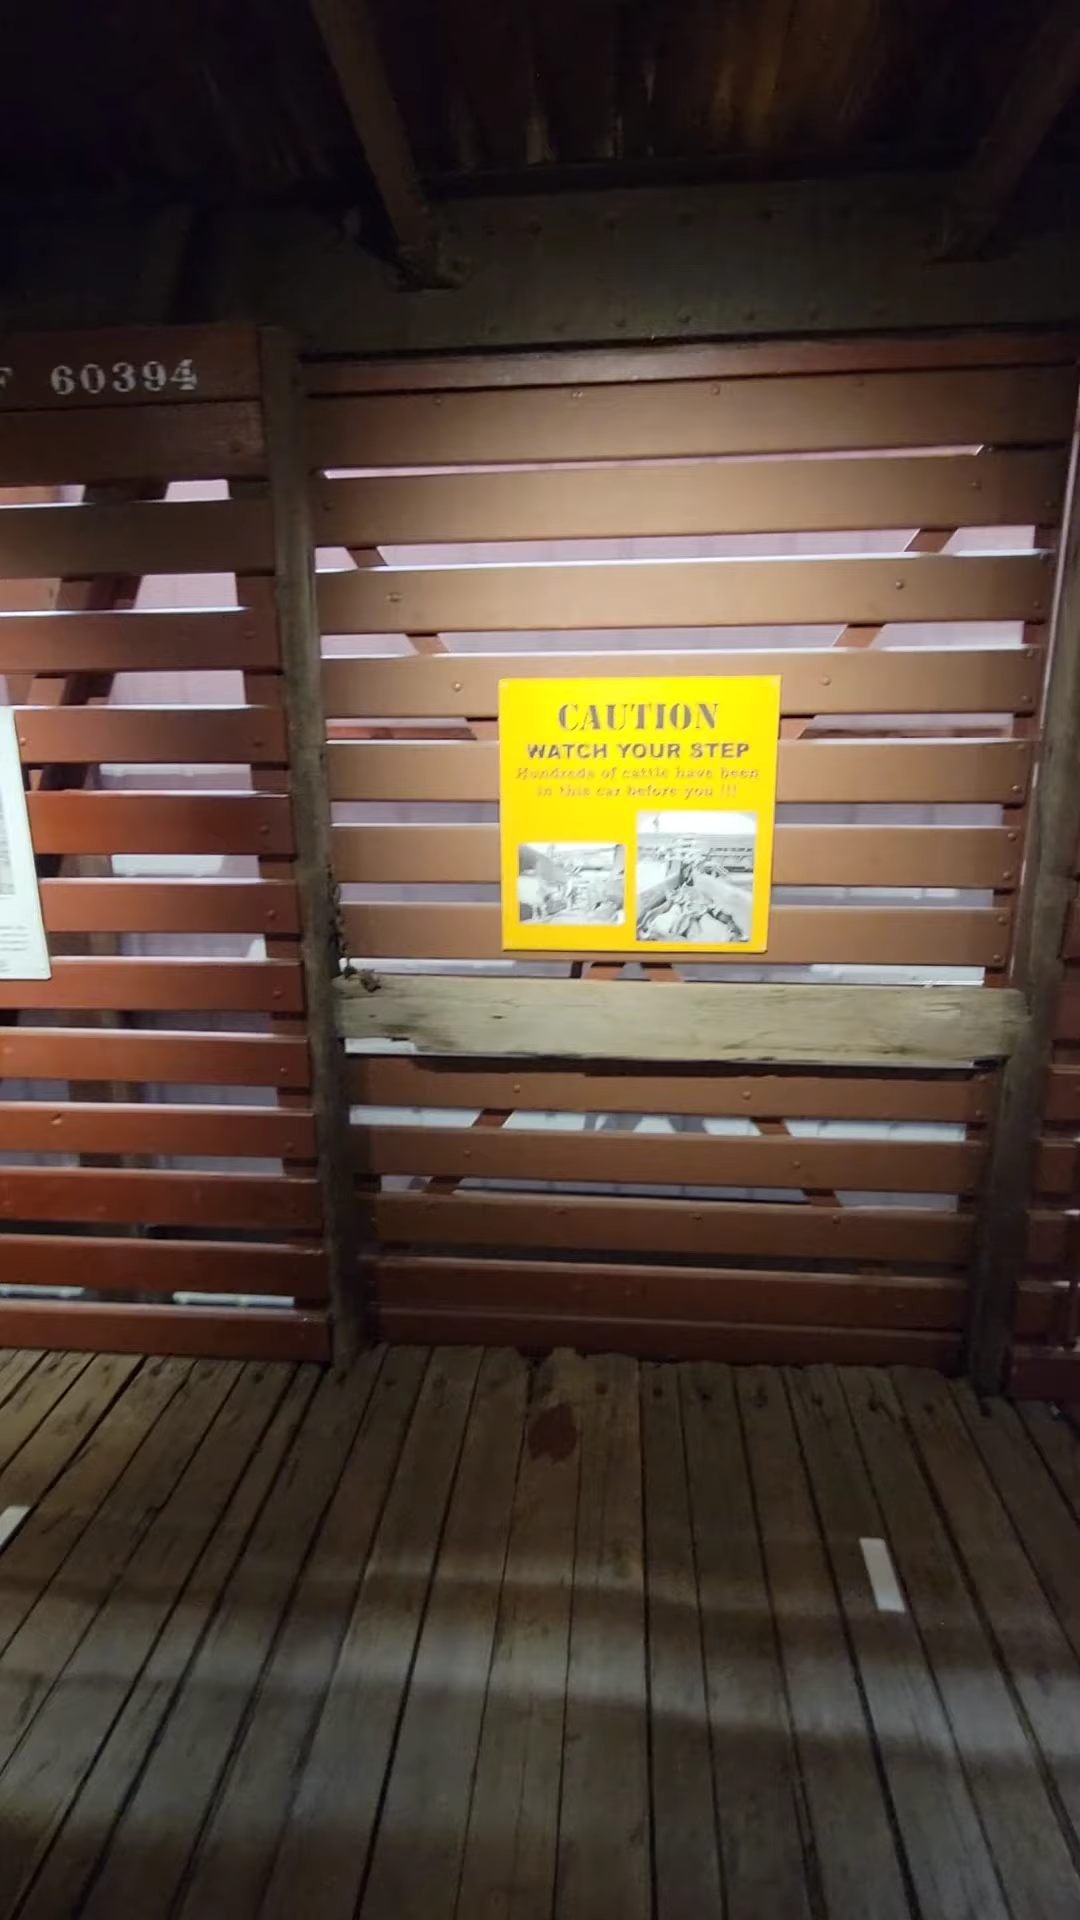 F 60394
CAUTION
WATCH YOUR STEP
Hundreds of cattle have been
in this car before you !!!